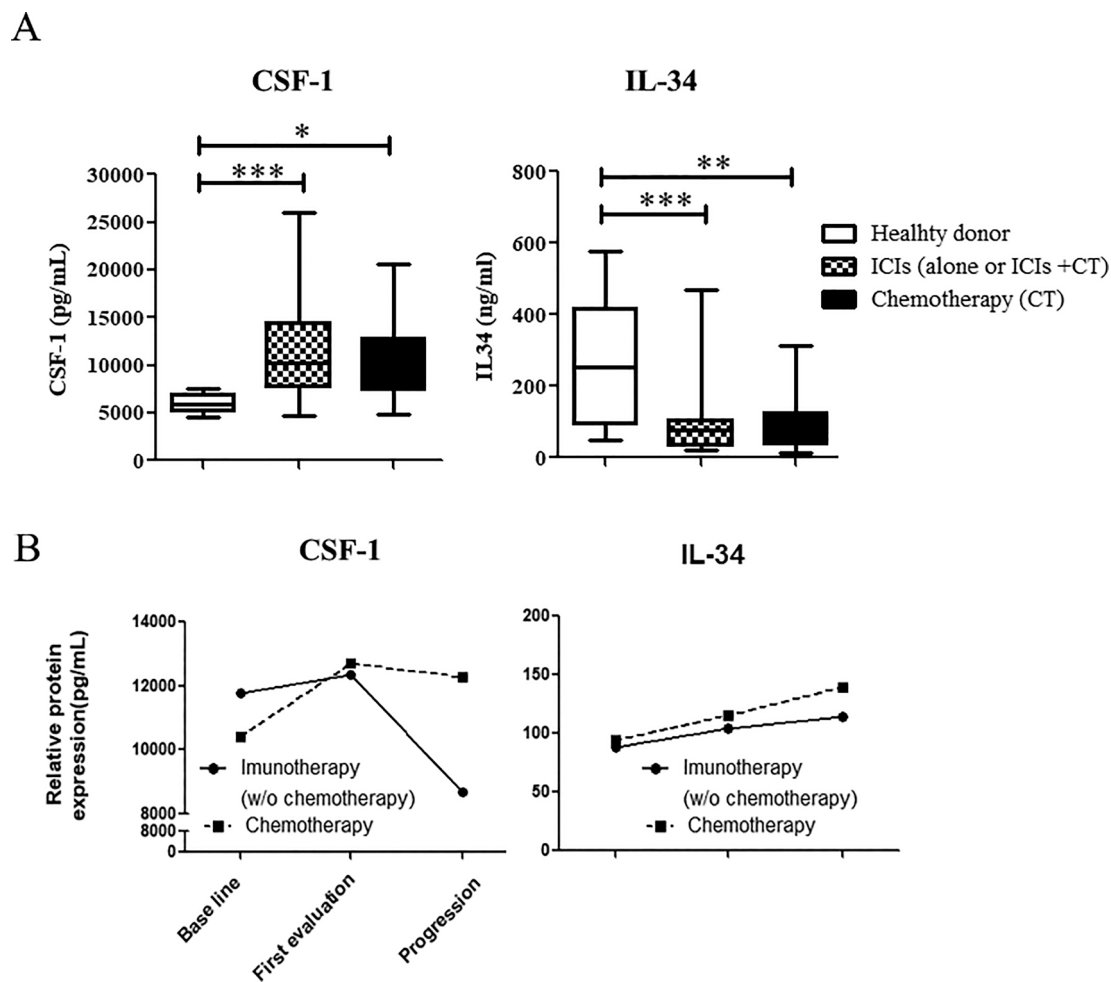 A
CSF-1
IL-34
*
***
**
***
30000
25000
20000
15000
10000
5000
0
CSF-1 (pg/mL)
800
600
400
200
0
IL34 (ng/ml)
Healhty donor
ICIs (alone or ICIs +CT)
Chemotherapy (CT)
B
CSF-1
IL-34
Relative protein
expression(pg/mL)
14000
12000
10000
8000
8000
0
Imunotherapy
(w/o chemotherapy)
Chemotherapy
Base line
First evaluation
Progression
200
150
100
50
0
Imunotherapy
(w/o chemotherapy)
Chemotherapy